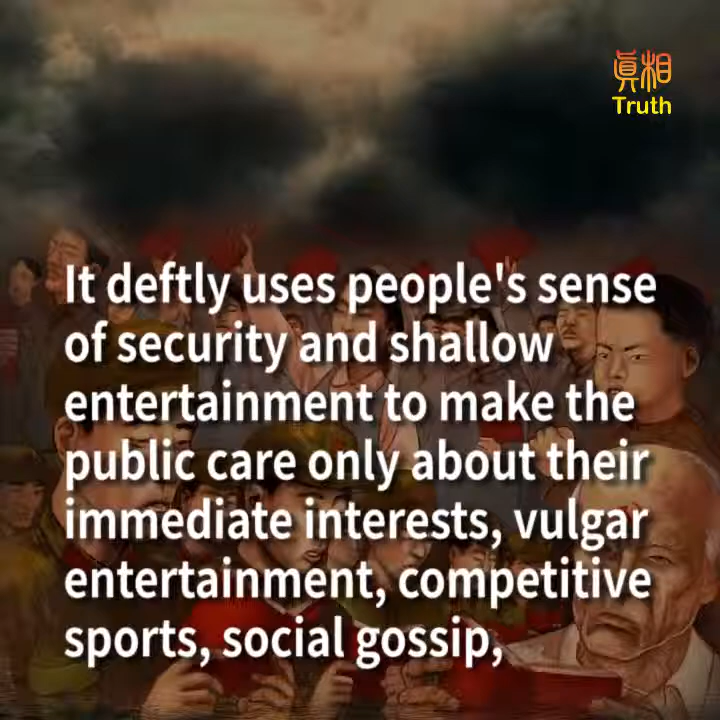 眞相
Truth
It deftly uses people's sense
of security and shallow
entertainment to make the
public care only about their
immediate interests, vulgar
entertainment, competitive
sports, social gossip,